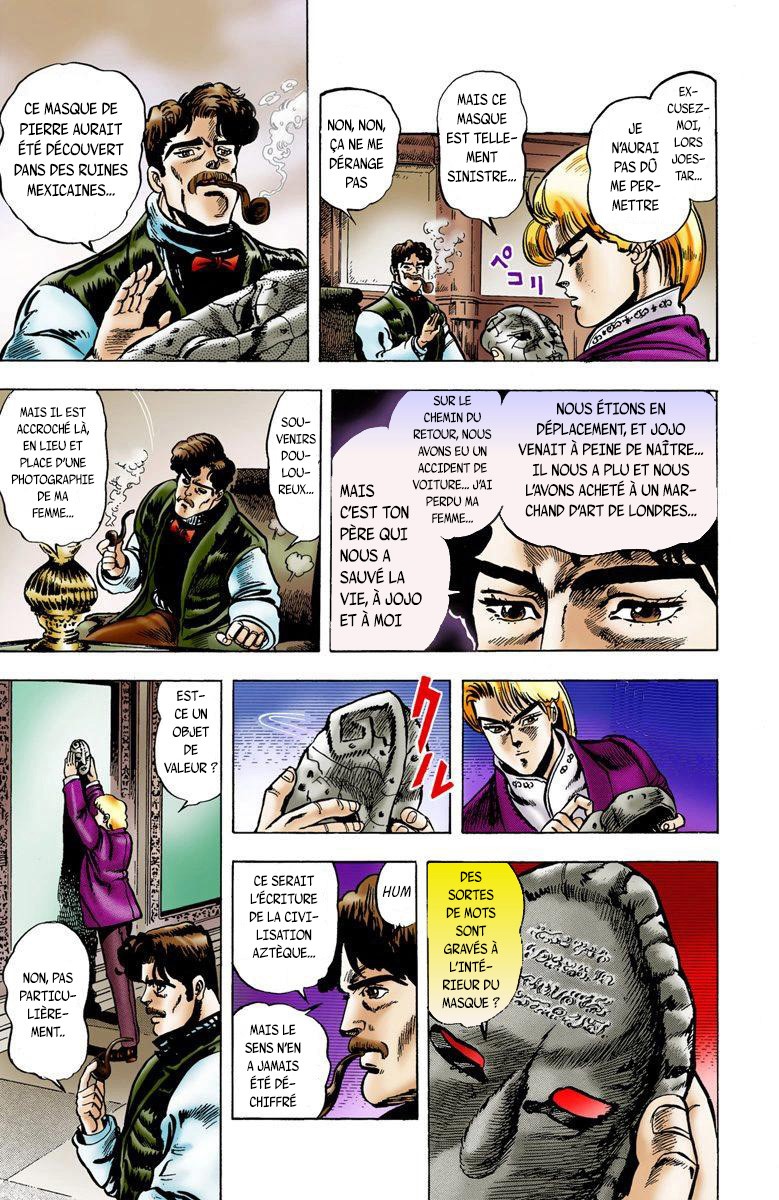 EX-
CUSEZ-
MOI, LORS
JOES-
TAR...
JE
N'AURAI
PAS DÛ
ME PER-
METTRE
MAIS CE
MASQUE
EST TELLE-
MENT
SINISTRE...
NON, NON,
ÇA NE ME
DÉRANGE
PAS
ペコリ
CE MASQUE DE
PIERRE AURAIT
ÉTÉ DÉCOUVERT
DANS DES RUINES
MEXICAINES...
NOUS ÉTIONS EN
DÉPLACEMENT, ET JOJO
VENAIT À PEINE DE NAÎTRE...
IL NOUS A PLU ET NOUS
L'AVONS ACHETÉ À UN MAR-
CHAND D'ART DE LONDRES...
SUR LE
CHEMIN DU
RETOUR, NOUS
AVONS EU UN
ACCIDENT DE
VOITURE... J'AI
PERDU MA
FEMME...
MAIS
C'EST TON
PÈRE QUI
NOUS A
SAUVÉ LA
VIE, À JOJO
ET À MOI
SOU-
VENIRS
DOU-
LOU-
REUX...
MAIS IL EST
ACCROCHÉ LÀ,
EN LIEU ET
PLACE D'UNE
PHOTOGRAPHIE
DE MA
FEMME...
クル
EST-
CE UN
OBJET
DE
VALEUR ?
NON, PAS
PARTICU-
LIÈRE-
MENT..
DES
SORTES
DE MOTS
SONT
GRAVÉS À
L'INTÉ-
RIEUR DU
MASQUE ?
HUM
CE SERAIT
L'ÉCRITURE
DE LA CIVI-
LISATION
AZTÈQUE...
MAIS LE
SENS N'EN
A JAMAIS
ÉTÉ DÉ-
CHIFFRÉ